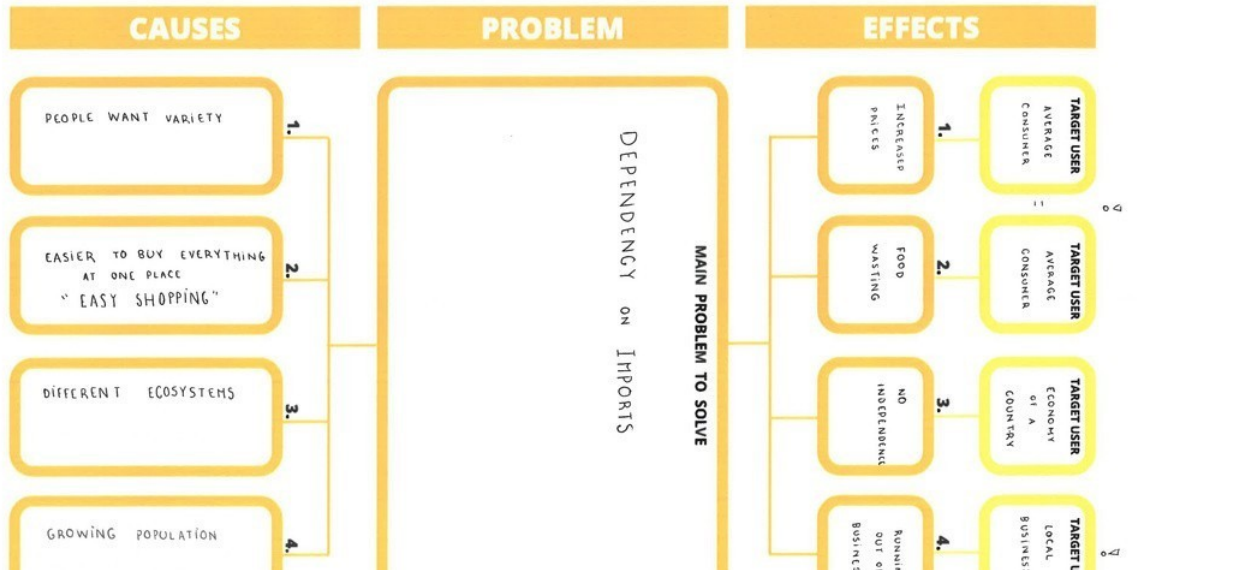 CAUSES
PROBLEM
EFFECTS
PEOPLE WANT VARIETY
1.
EASIER TO BUY EVERYTHING
AT ONE PLACE
"EASY SHOPPING"
2.
DIFFERENT ECOSYSTEMS
3.
GROWING POPULATION
4.
MAIN PROBLEM TO SOLVE
DEPENDENCY ON IMPORTS
1.
INCREASED
PRICES
TARGET USER
AVERAGE
CONSUMER
2.
FOOD
WASTING
TARGET USER
AVERAGE
CONSUMER
3.
NO
INDEPENDENCE
TARGET USER
ECONOMY
OF A
COUNTRY
4.
OUT
TARGET
LOCAL